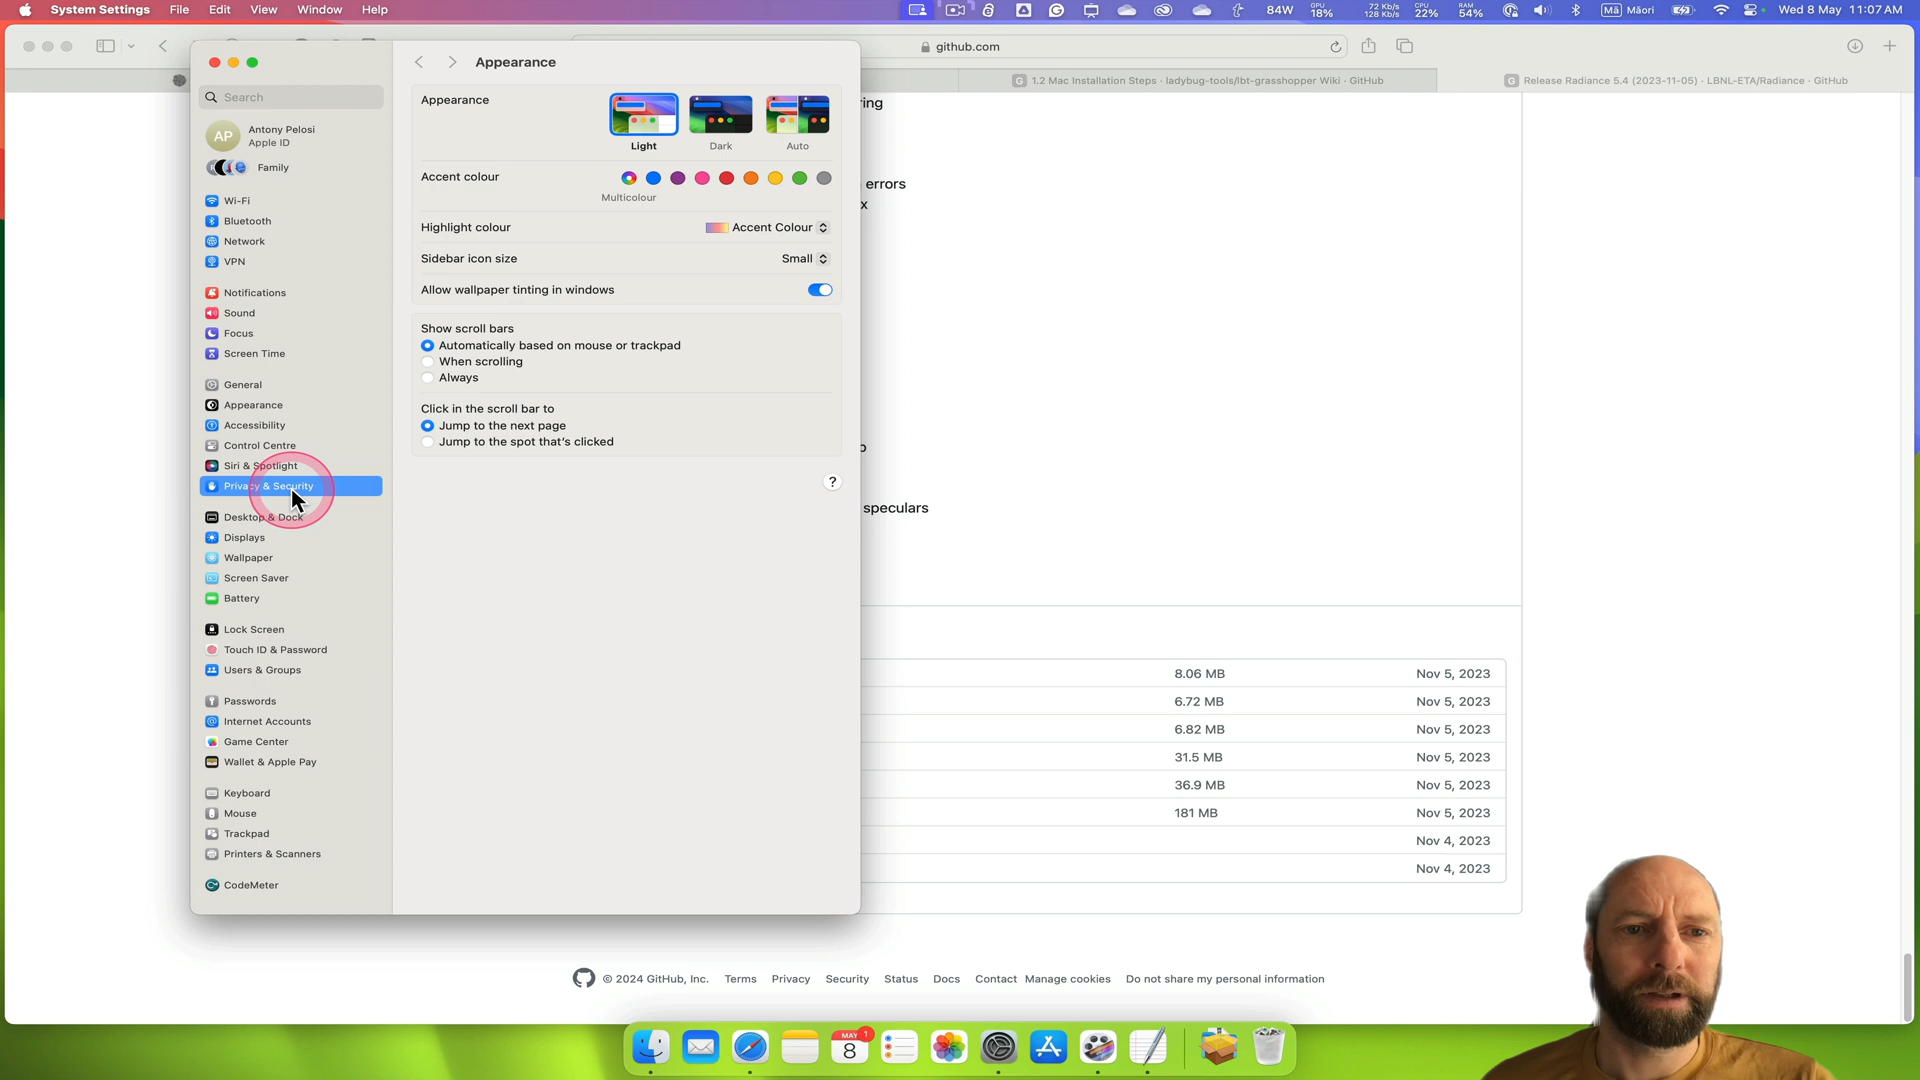 System Settings File Edit View Window Help 84W GPU 18% 72 Kb/s 128 Kb/s CPU 22% RAM 54% Mā Māori Wed 8 May 11:07 AM
github.com
1.2 Mac Installation Steps · ladybug-tools/lbt-grasshopper Wiki · GitHub
Release Radiance 5.4 (2023-11-05) · LBNL-ETA/Radiance · GitHub
Search
AP
Antony Pelosi
Apple ID
Family
Wi-Fi
Bluetooth
Network
VPN
Notifications
Sound
Focus
Screen Time
General
Appearance
Accessibility
Control Centre
Siri & Spotlight
Privacy & Security
Desktop & Dock
Displays
Wallpaper
Screen Saver
Battery
Lock Screen
Touch ID & Password
Users & Groups
Passwords
Internet Accounts
Game Center
Wallet & Apple Pay
Keyboard
Mouse
Trackpad
Printers & Scanners
CodeMeter
Appearance
Appearance
Light Dark Auto
Accent colour
Multicolour
Highlight colour Accent Colour
Sidebar icon size Small
Allow wallpaper tinting in windows
Show scroll bars
Automatically based on mouse or trackpad
When scrolling
Always
Click in the scroll bar to
Jump to the next page
Jump to the spot that's clicked
?
ring
errors
x
speculars
8.06 MB Nov 5, 2023
6.72 MB Nov 5, 2023
6.82 MB Nov 5, 2023
31.5 MB Nov 5, 2023
36.9 MB Nov 5, 2023
181 MB Nov 5, 2023
Nov 4, 2023
Nov 4, 2023
© 2024 GitHub, Inc. Terms Privacy Security Status Docs Contact Manage cookies Do not share my personal information
MAY 1
8